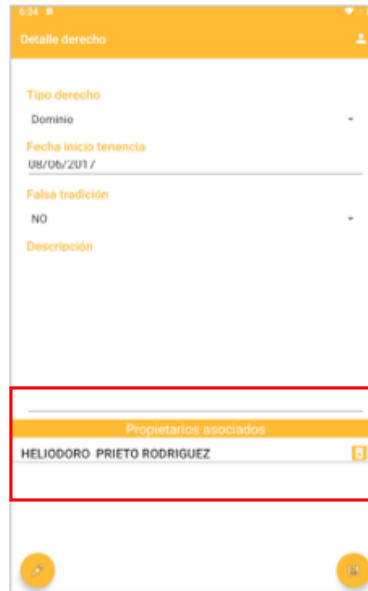 6:34
Detalle derecho
Tipo derecho
Dominio
Fecha inicio tenencia
08/06/2017
Falsa tradición
NO
Descripción
Propietarios asociados
HELIODORO PRIETO RODRIGUEZ